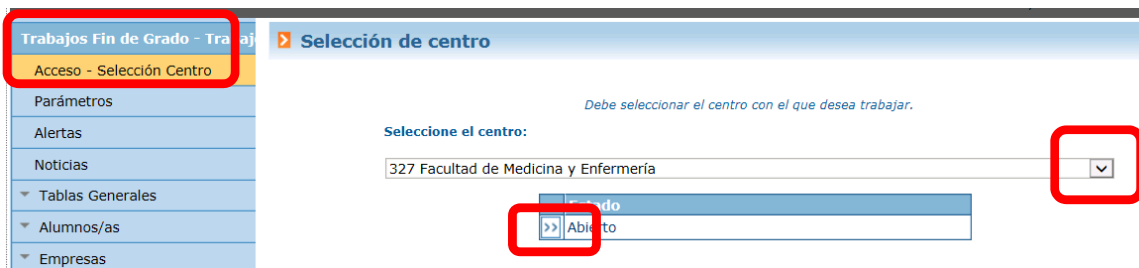 Trabajos Fin de Grado - Trabaj
Acceso - Selección Centro
Parámetros
Alertas
Noticias
Tablas Generales
Alumnos/as
Empresas
Selección de centro
Debe seleccionar el centro con el que desea trabajar.
Seleccione el centro:
327 Facultad de Medicina y Enfermería
Estado
>> Abierto